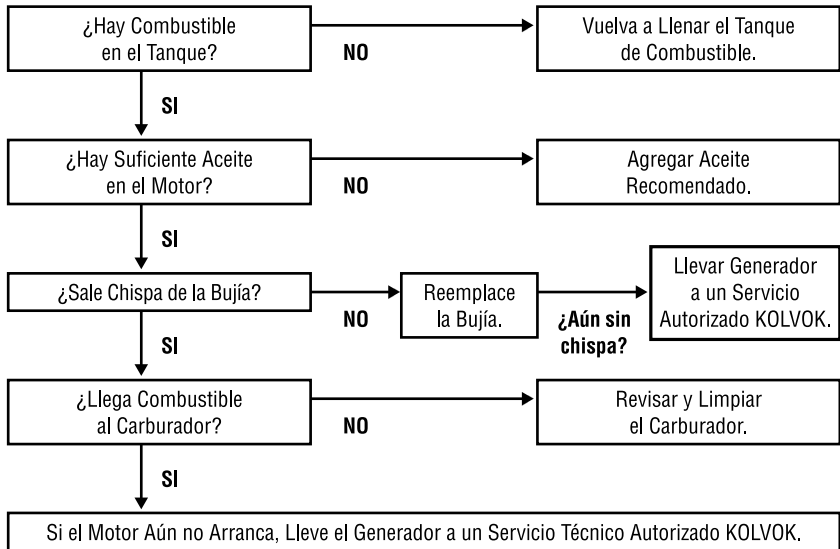 ¿Hay Combustible
en el Tanque?
NO
Vuelva a Llenar el Tanque
de Combustible.
SI
¿Hay Suficiente Aceite
en el Motor?
NO
Agregar Aceite
Recomendado.
SI
¿Sale Chispa de la Bujía?
NO
Reemplace
la Bujía.
¿Aún sin
chispa?
Llevar Generador
a un Servicio
Autorizado KOLVOK.
SI
¿Llega Combustible
al Carburador?
NO
Revisar y Limpiar
el Carburador.
SI
Si el Motor Aún no Arranca, Lleve el Generador a un Servicio Técnico Autorizado KOLVOK.